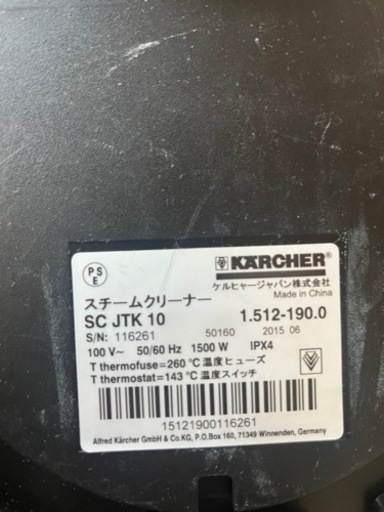 PS
E
KÄRCHER
ケルヒャージャパン株式会社
Made in China
スチームクリーナー
SC JTK 10 1.512-190.0
S/N: 116261 50160 2015 06
100 V~ 50/60 Hz 1500 W IPX4
T thermofuse=260°C 温度ヒューズ
T thermostat=143°C 温度スイッチ
15121900116261
Alfred Kärcher GmbH & Co.KG, P.O.Box 160, 71349 Winnenden, Germany